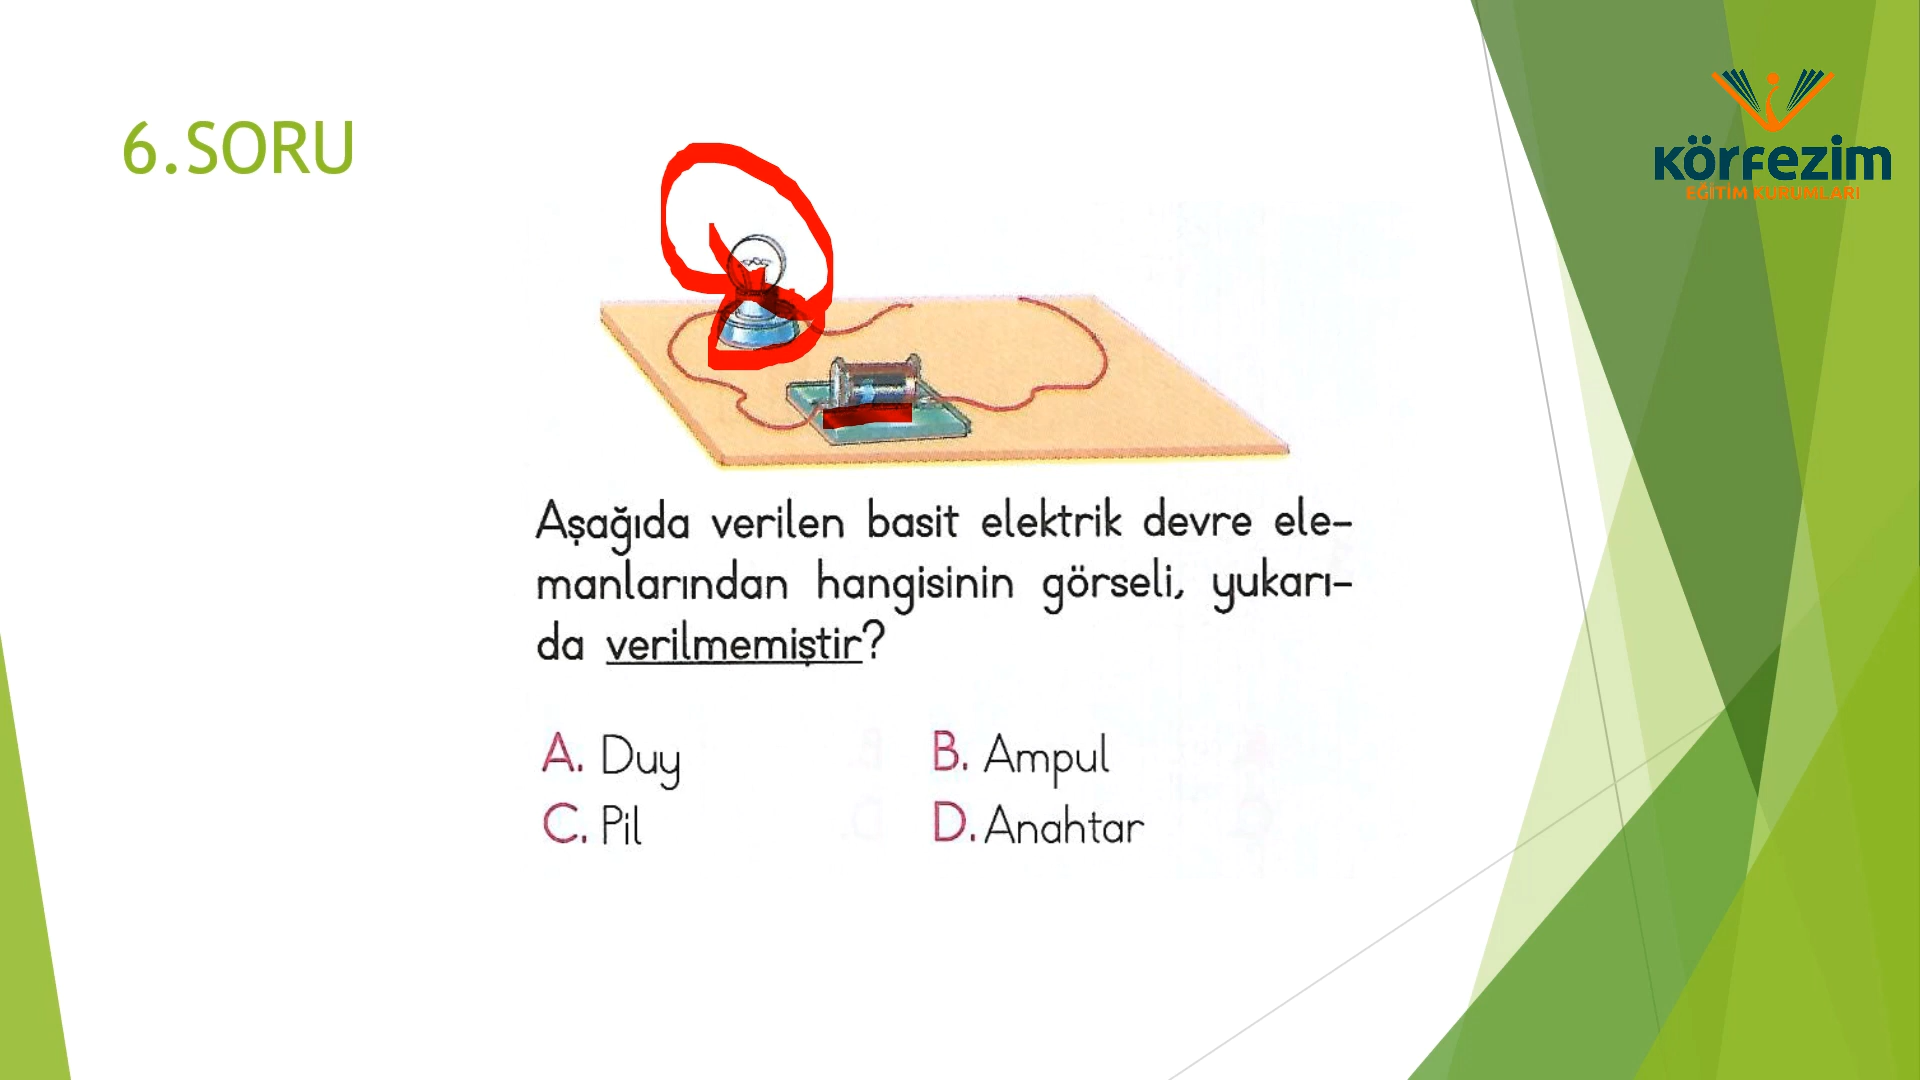 6.SORU
körfezim
EĞİTİM KURUMLARI
Aşağıda verilen basit elektrik devre ele-
manlarından hangisinin görseli, yukarı-
da verilmemiştir?
A. Duy
B. Ampul
C. Pil
D. Anahtar